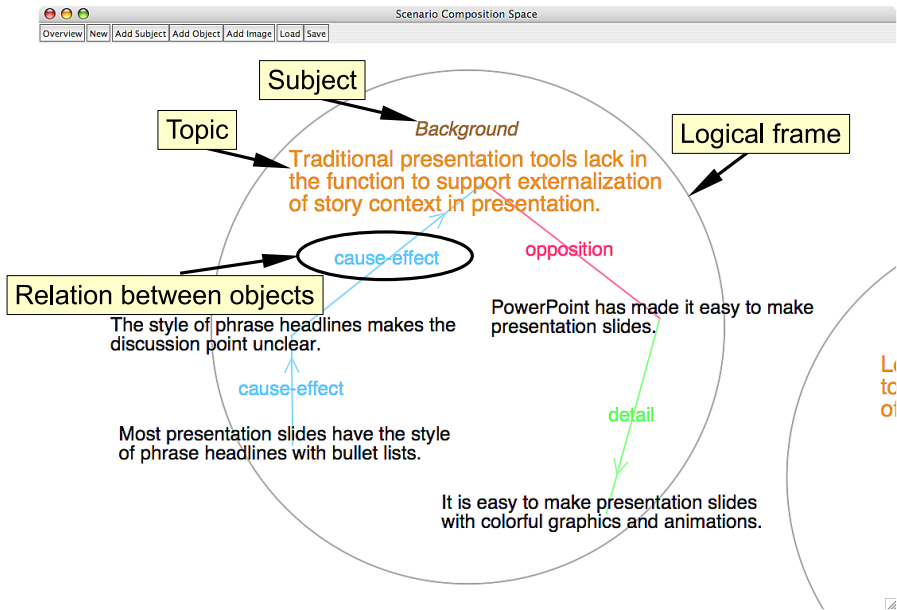 Scenario Composition Space
Overview New Add Subject Add Object Add Image Load Save
Subject
Background
Topic
Logical frame
Traditional presentation tools lack in
the function to support externalization
of story context in presentation.
cause-effect
opposition
Relation between objects
PowerPoint has made it easy to make
presentation slides.
The style of phrase headlines makes the
discussion point unclear.
cause-effect
detail
Most presentation slides have the style
of phrase headlines with bullet lists.
It is easy to make presentation slides
with colorful graphics and animations.